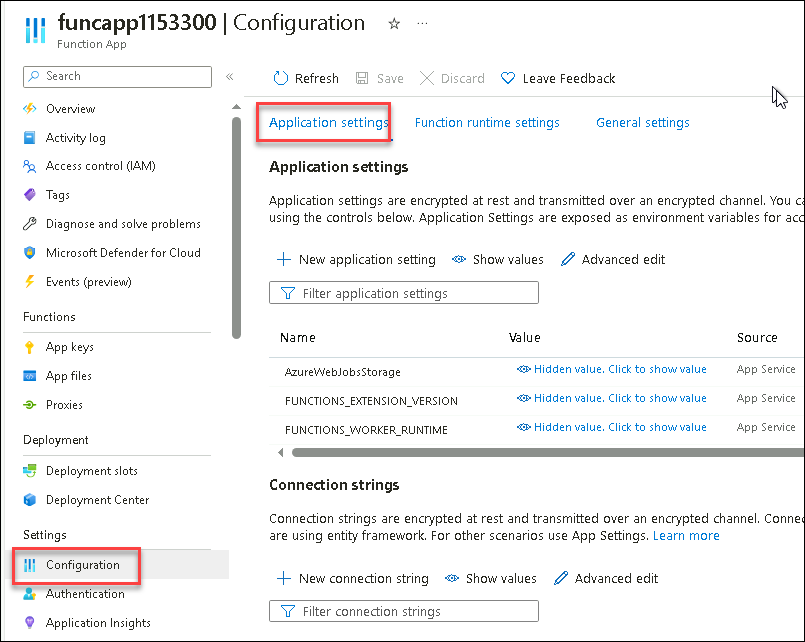 funcapp1153300 | Configuration ☆ ...
Function App
Search «
Overview
Activity log
Access control (IAM)
Tags
Diagnose and solve problems
Microsoft Defender for Cloud
Events (preview)
Functions
App keys
App files
Proxies
Deployment
Deployment slots
Deployment Center
Settings
Configuration
Authentication
Application Insights
Refresh Save Discard Leave Feedback
Application settings Function runtime settings General settings
Application settings
Application settings are encrypted at rest and transmitted over an encrypted channel. You ca
using the controls below. Application Settings are exposed as environment variables for acc
New application setting Show values Advanced edit
Filter application settings
Name Value Source
AzureWebJobsStorage Hidden value. Click to show value App Service
FUNCTIONS_EXTENSION_VERSION Hidden value. Click to show value App Service
FUNCTIONS_WORKER_RUNTIME Hidden value. Click to show value App Service
Connection strings
Connection strings are encrypted at rest and transmitted over an encrypted channel. Connec
are using entity framework. For other scenarios use App Settings. Learn more
New connection string Show values Advanced edit
Filter connection strings